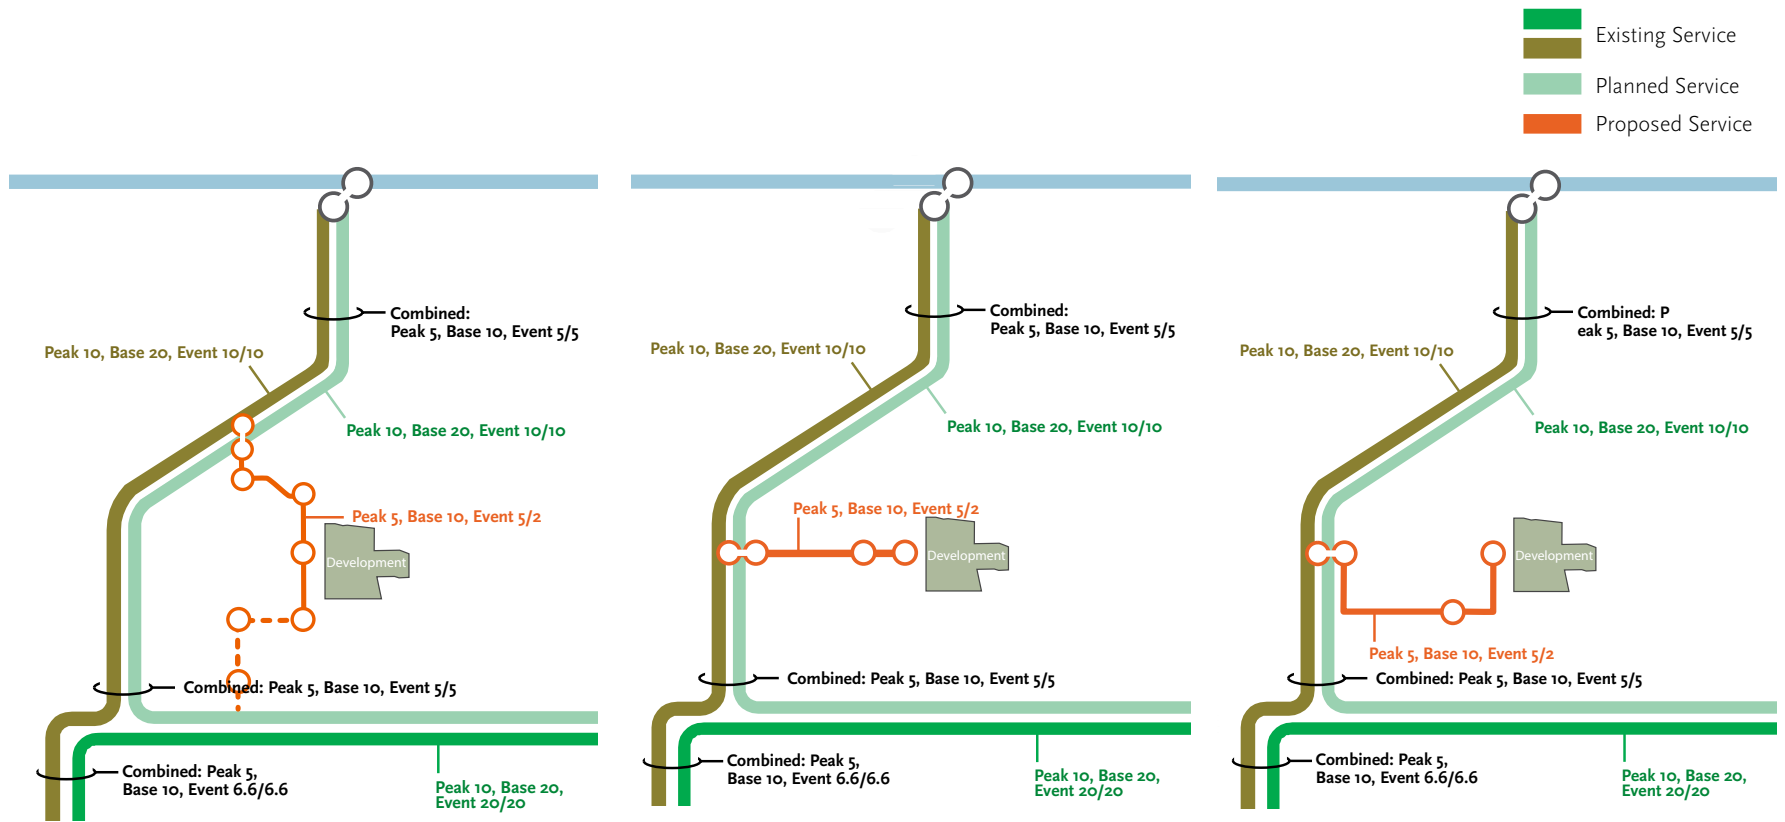 Existing Service
Planned Service
Proposed Service
Combined:
Peak 5, Base 10, Event 5/5
Peak 10, Base 20, Event 10/10
Peak 10, Base 20, Event 10/10
Peak 5, Base 10, Event 5/2
Development
Combined: Peak 5, Base 10, Event 5/5
Combined: Peak 5,
Base 10, Event 6.6/6.6
Peak 10, Base 20,
Event 20/20
Combined:
Peak 5, Base 10, Event 5/5
Peak 10, Base 20, Event 10/10
Peak 10, Base 20, Event 10/10
Peak 5, Base 10, Event 5/2
Development
Combined: Peak 5, Base 10, Event 5/5
Combined: Peak 5,
Base 10, Event 6.6/6.6
Peak 10, Base 20,
Event 20/20
Combined: P
eak 5, Base 10, Event 5/5
Peak 10, Base 20, Event 10/10
Peak 10, Base 20, Event 10/10
Development
Peak 5, Base 10, Event 5/2
Combined: Peak 5, Base 10, Event 5/5
Combined: Peak 5,
Base 10, Event 6.6/6.6
Peak 10, Base 20,
Event 20/20